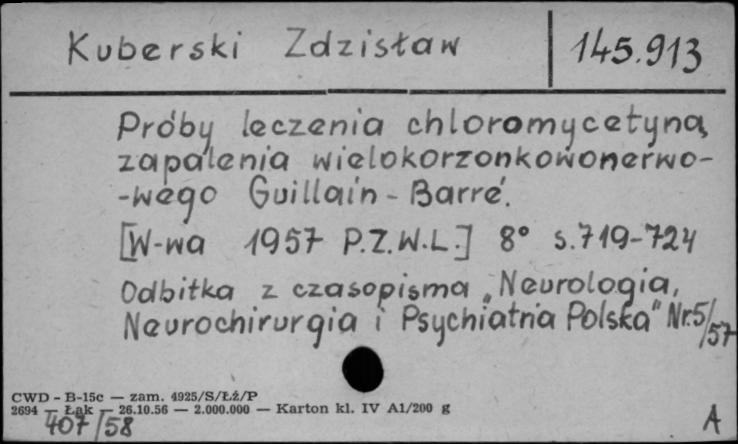 Kuberski Zdzisław 145.913
Próby leczenia chloromycetyną
zapalenia wielokorzonkowonerwo-
-wego Guillain - Barré.
[W-wa 1957 P.Z.W.L.] 8° s.719-724
Odbitka z czasopisma „Neurologia,
Neurochirurgia i Psychiatria Polska" Nr.5/57
CWD - B-15c — zam. 4925/S/Łż/P
2694 — Łąk — 26.10.56 — 2.000.000 — Karton kl. IV A1/200 g
407/58
A